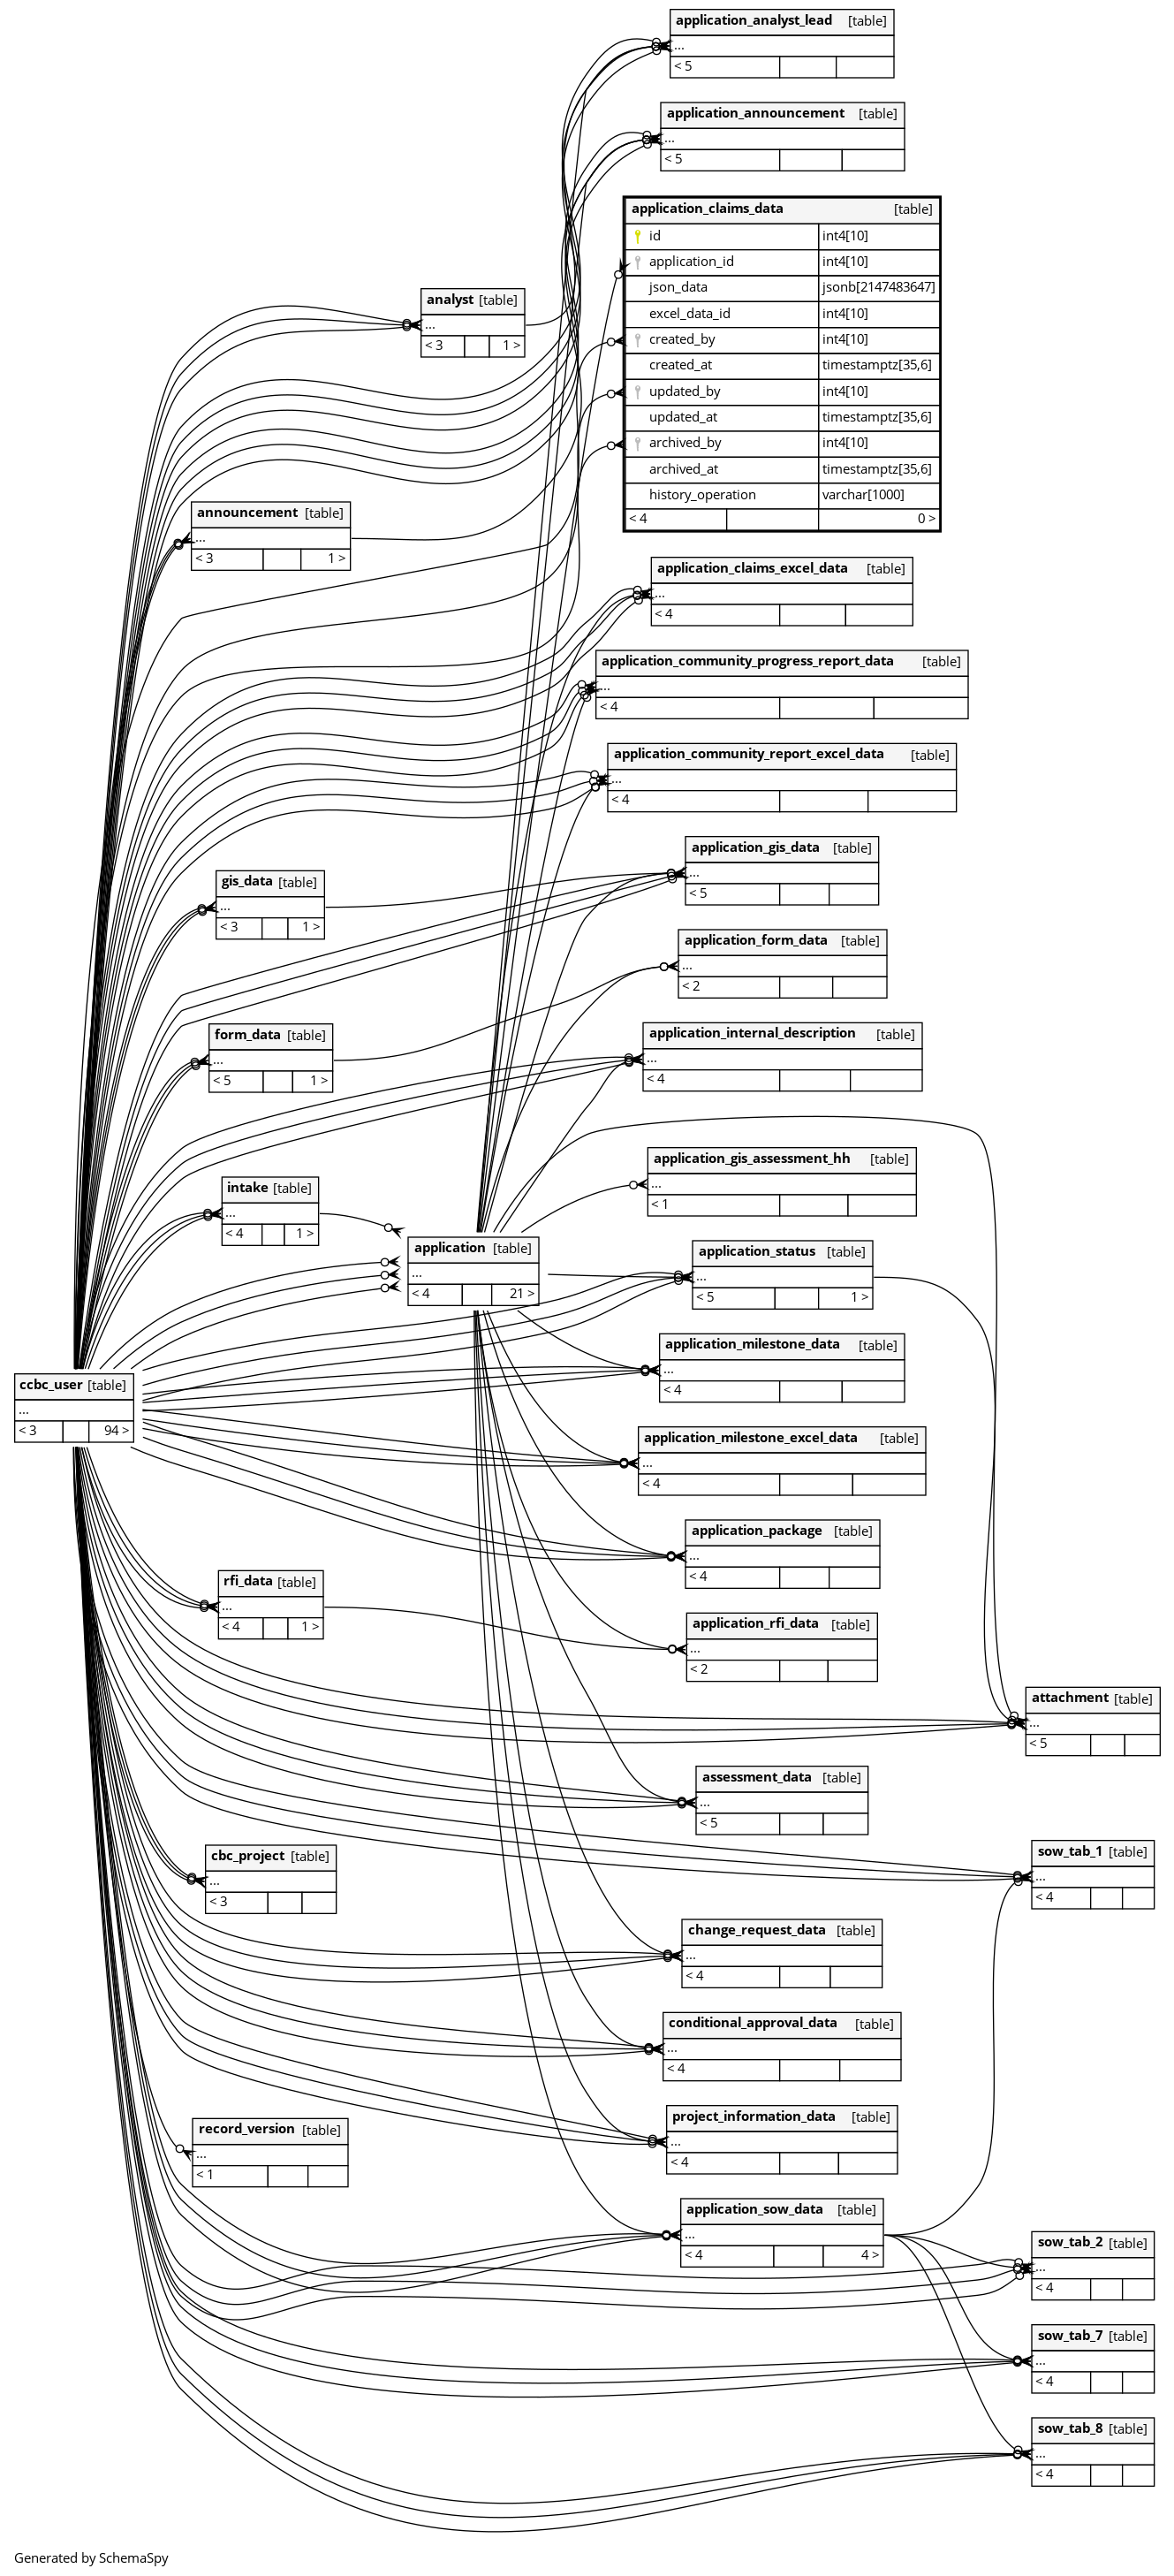 application_analyst_lead [table]
...
< 5
application_announcement [table]
...
< 5
application_claims_data [table]
id int4[10]
application_id int4[10]
json_data jsonb[2147483647]
excel_data_id int4[10]
created_by int4[10]
created_at timestamptz[35,6]
updated_by int4[10]
updated_at timestamptz[35,6]
archived_by int4[10]
archived_at timestamptz[35,6]
history_operation varchar[1000]
< 4 0 >
analyst [table]
...
< 3 1 >
announcement [table]
...
< 3 1 >
application_claims_excel_data [table]
...
< 4
application_community_progress_report_data [table]
...
< 4
application_community_report_excel_data [table]
...
< 4
application_gis_data [table]
...
< 5
gis_data [table]
...
< 3 1 >
application_form_data [table]
...
< 2
form_data [table]
...
< 5 1 >
application_internal_description [table]
...
< 4
application_gis_assessment_hh [table]
...
< 1
intake [table]
...
< 4 1 >
application [table]
...
< 4 21 >
application_status [table]
...
< 5 1 >
application_milestone_data [table]
...
< 4
ccbc_user [table]
...
< 3 94 >
application_milestone_excel_data [table]
...
< 4
application_package [table]
...
< 4
rfi_data [table]
...
< 4 1 >
application_rfi_data [table]
...
< 2
attachment [table]
...
< 5
assessment_data [table]
...
< 5
cbc_project [table]
...
< 3
sow_tab_1 [table]
...
< 4
change_request_data [table]
...
< 4
conditional_approval_data [table]
...
< 4
project_information_data [table]
...
< 4
record_version [table]
...
< 1
application_sow_data [table]
...
< 4 4 >
sow_tab_2 [table]
...
< 4
sow_tab_7 [table]
...
< 4
sow_tab_8 [table]
...
< 4
Generated by SchemaSpy